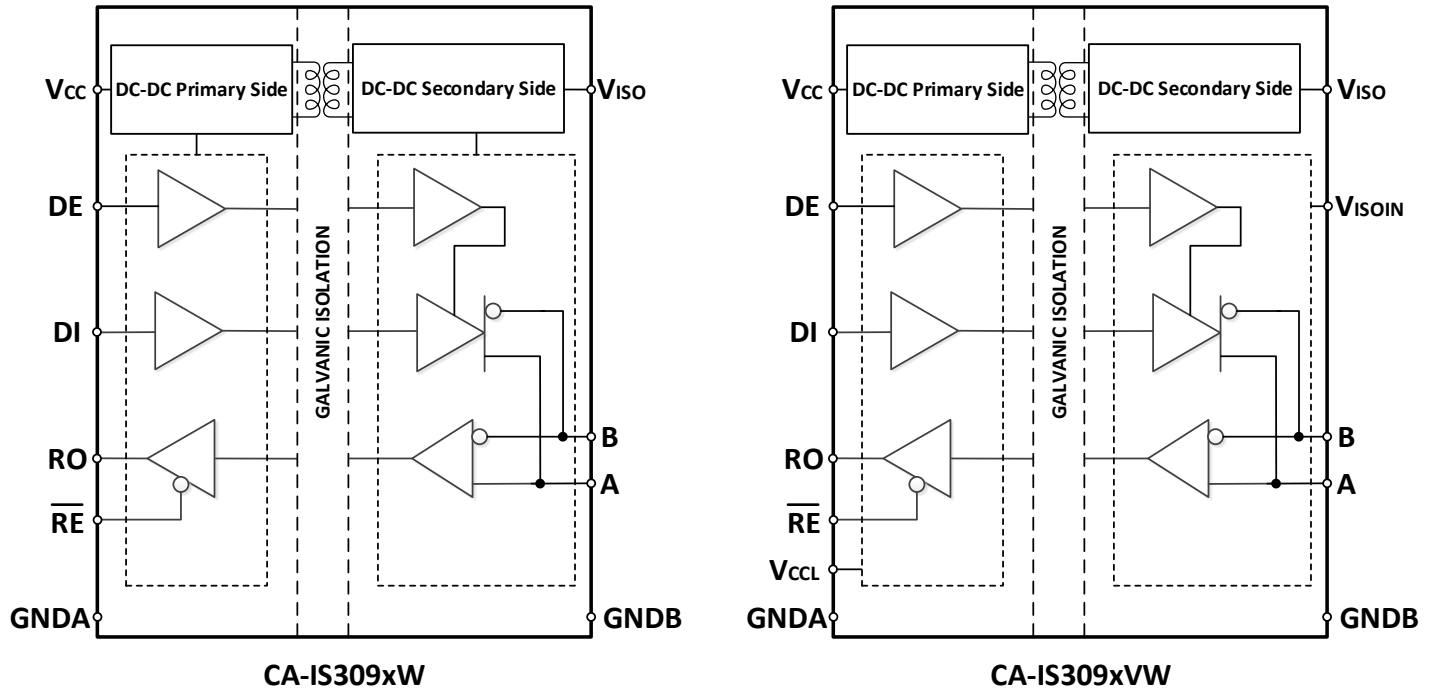 DC-DC Primary Side
DC-DC Secondary Side
VCC
VISO
DE
DI
GALVANIC ISOLATION
RO
B
A
RE
GNDA
GNDB
CA-IS309xW
DC-DC Primary Side
DC-DC Secondary Side
VCC
VISO
DE
VISOIN
DI
GALVANIC ISOLATION
RO
B
A
RE
VCCL
GNDA
GNDB
CA-IS309xVW